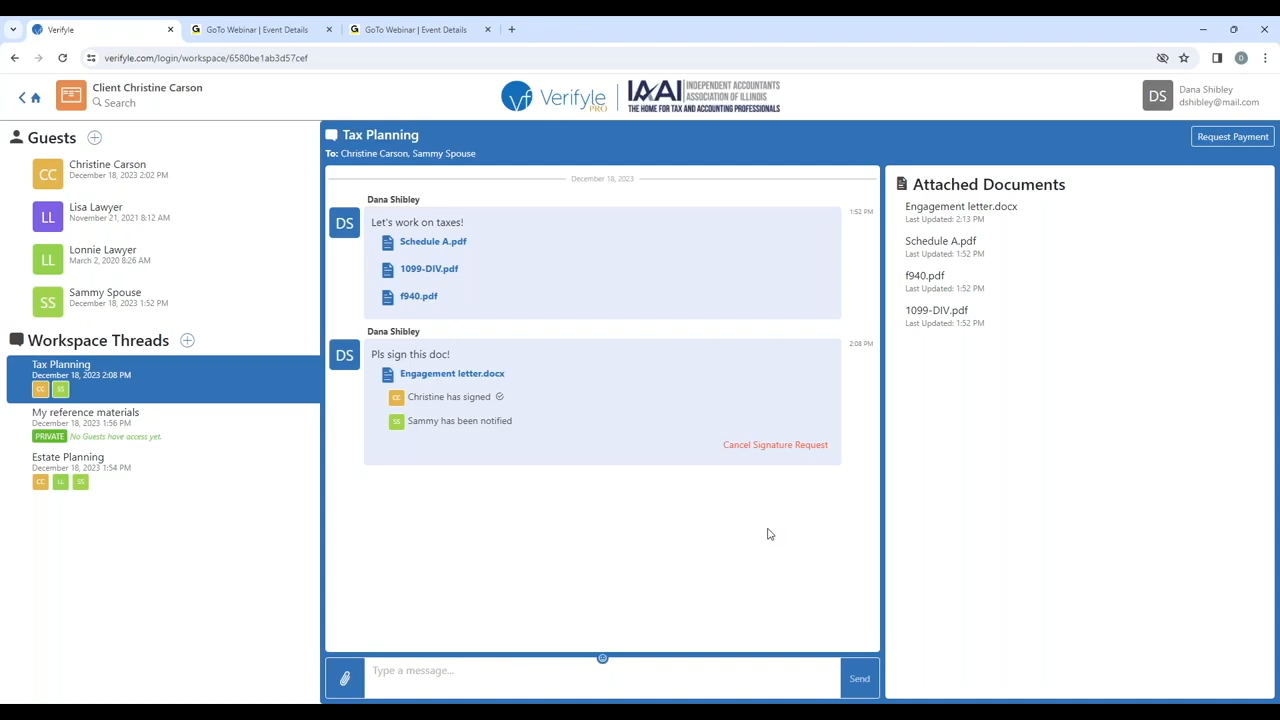 Verifyle
GoTo Webinar | Event Details
GoTo Webinar | Event Details
verifyle.com/login/workspace/6580be1ab3d57cef
D
Client Christine Carson
Search
vf Verifyle PRO
IAAI INDEPENDENT ACCOUNTANTS
ASSOCIATION OF ILLINOIS
THE HOME FOR TAX AND ACCOUNTING PROFESSIONALS
DS
Dana Shibley
dshibley@mail.com
Guests
CC
Christine Carson
December 18, 2023 2:02 PM
LL
Lisa Lawyer
November 21, 2021 8:12 AM
LL
Lonnie Lawyer
March 2, 2020 8:26 AM
SS
Sammy Spouse
December 18, 2023 1:52 PM
Workspace Threads
Tax Planning
December 18, 2023 2:08 PM
CC SS
My reference materials
December 18, 2023 1:56 PM
PRIVATE No Guests have access yet.
Estate Planning
December 18, 2023 1:54 PM
CC LL SS
Tax Planning
To: Christine Carson, Sammy Spouse
Request Payment
December 18, 2023
Dana Shibley
DS
Let's work on taxes!
1:52 PM
Schedule A.pdf
1099-DIV.pdf
f940.pdf
Dana Shibley
DS
Pls sign this doc!
2:08 PM
Engagement letter.docx
CC Christine has signed
SS Sammy has been notified
Cancel Signature Request
Type a message...
Send
Attached Documents
Engagement letter.docx
Last Updated: 2:13 PM
Schedule A.pdf
Last Updated: 1:52 PM
f940.pdf
Last Updated: 1:52 PM
1099-DIV.pdf
Last Updated: 1:52 PM